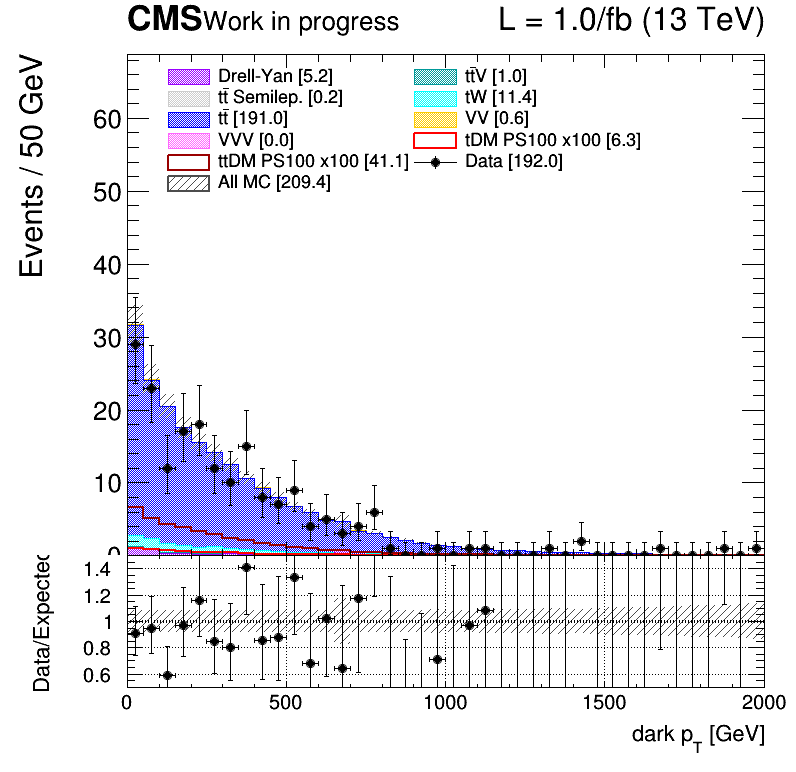 CMS Work in progress L = 1.0/fb (13 TeV)
Events / 50 GeV
Drell-Yan [5.2] tt̄V [1.0]
tt̄ Semilep. [0.2] tW [11.4]
tt̄ [191.0] VV [0.6]
VVV [0.0] tDM PS100 x100 [6.3]
ttDM PS100 x100 [41.1] Data [192.0]
All MC [209.4]
60
50
40
30
20
10
0
Data/Expected
1.4
1.2
1
0.8
0.6
0 500 1000 1500 2000
dark p_T [GeV]